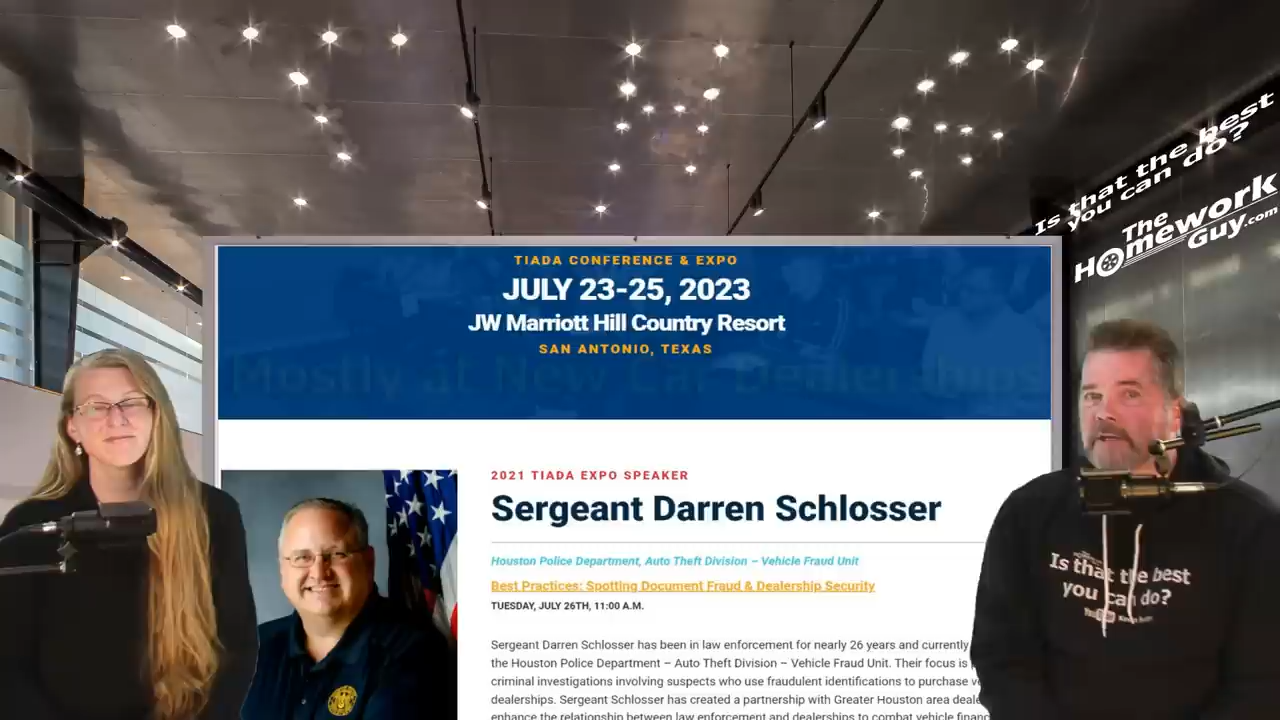 Is that the best
you can do?
The
Homework
Guy.com
TIADA CONFERENCE & EXPO
JULY 23-25, 2023
JW Marriott Hill Country Resort
SAN ANTONIO, TEXAS
Mostly at New Car Dealerships
2021 TIADA EXPO SPEAKER
Sergeant Darren Schlosser
Houston Police Department, Auto Theft Division – Vehicle Fraud Unit
Best Practices: Spotting Document Fraud & Dealership Security
TUESDAY, JULY 26TH, 11:00 A.M.
Sergeant Darren Schlosser has been in law enforcement for nearly 26 years and currently
the Houston Police Department – Auto Theft Division – Vehicle Fraud Unit. Their focus is
criminal investigations involving suspects who use fraudulent identifications to purchase
dealerships. Sergeant Schlosser has created a partnership with Greater Houston area
enhance the relationship between law enforcement and dealerships to combat vehicle
Is that the best
you can do?